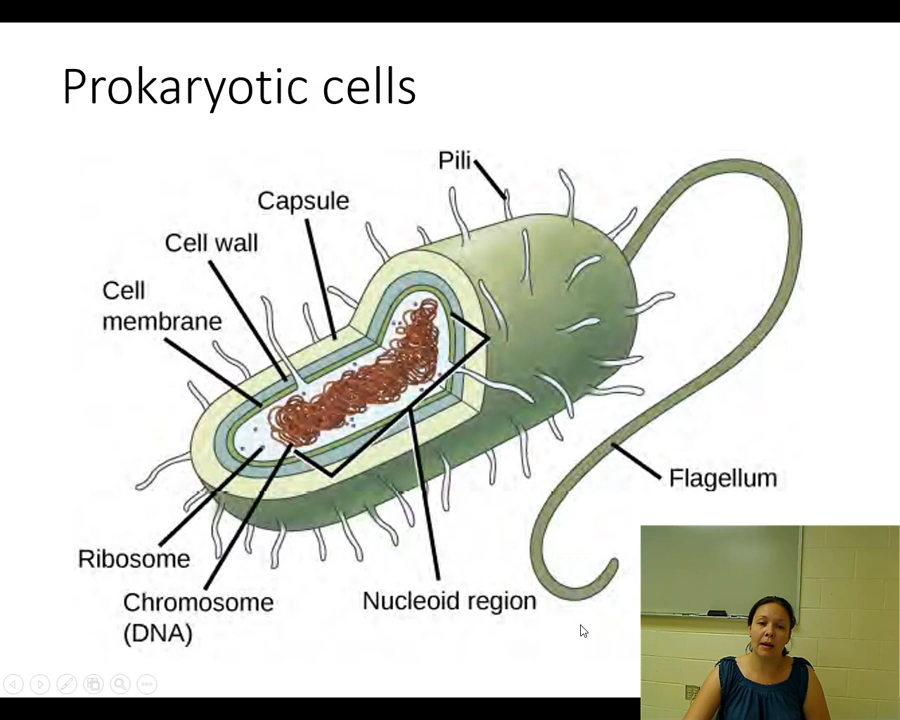 Prokaryotic cells
Pili
Capsule
Cell wall
Cell
membrane
Flagellum
Ribosome
Chromosome
(DNA)
Nucleoid region